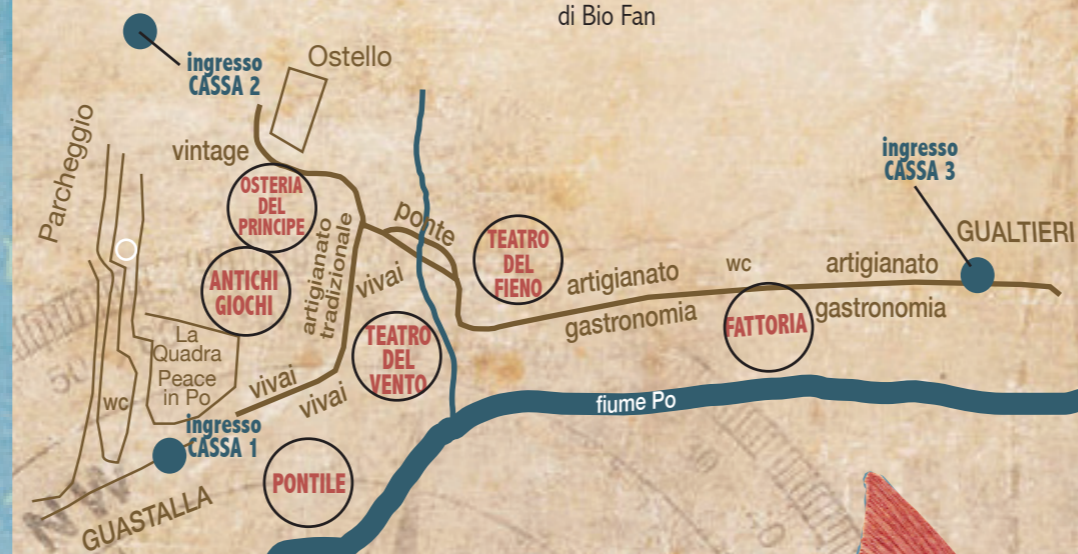 di Bio Fan
ingresso
CASSA 2
Ostello
Parcheggio
vintage
OSTERIA
DEL
PRINCIPE
ANTICHI
GIOCHI
artigianato
tradizionale
vivai
ponte
TEATRO
DEL
FIENO
artigianato
gastronomia
wc
FATTORIA
artigianato
gastronomia
ingresso
CASSA 3
GUALTIERI
TEATRO
DEL
VENTO
La
Quadra
Peace
in Po
wc
vivai
vivai
ingresso
CASSA 1
GUASTALLA
PONTILE
fiume Po
NW